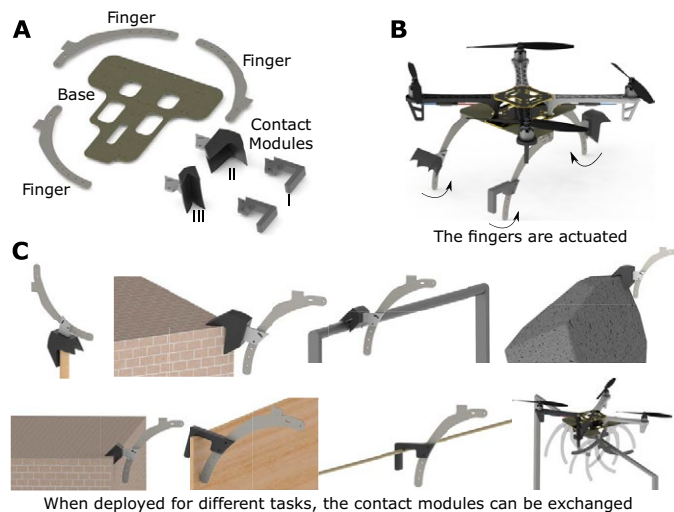 A
Finger
Finger
Base
Contact
Modules
Finger
I
II
III
B
The fingers are actuated
C
When deployed for different tasks, the contact modules can be exchanged